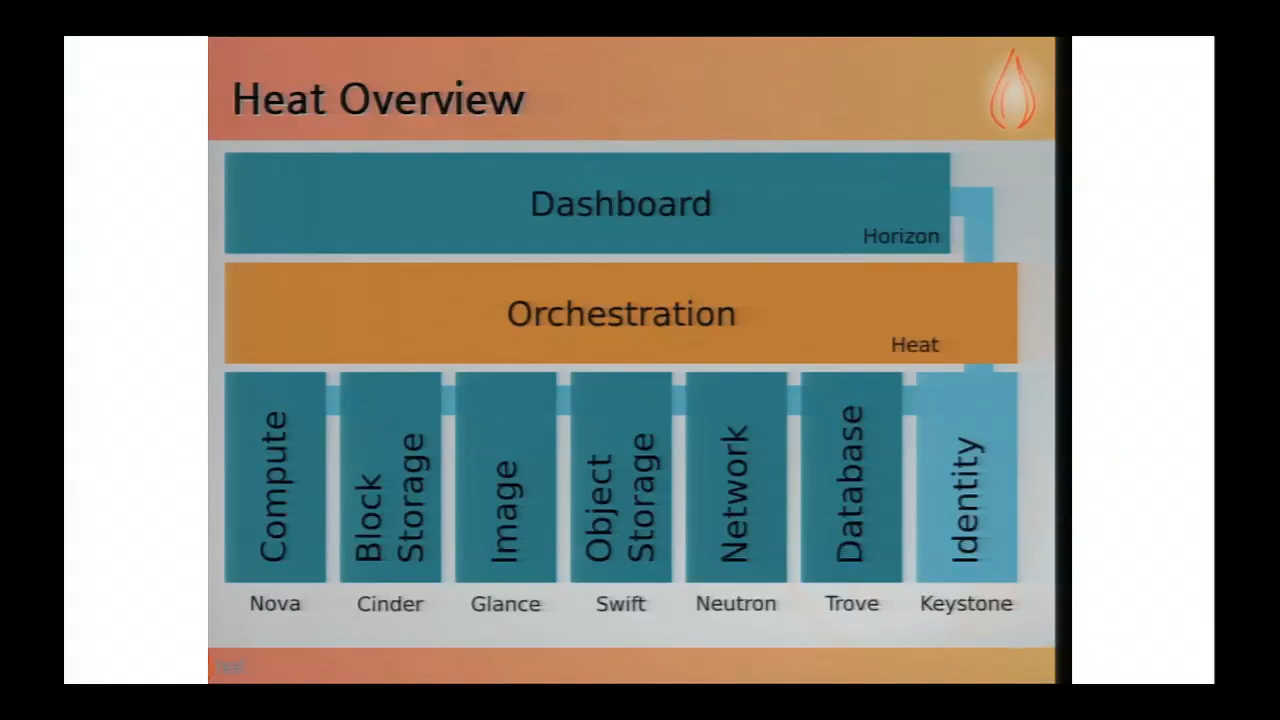 Heat Overview
Dashboard
Horizon
Orchestration
Heat
Compute
Block
Storage
Image
Object
Storage
Network
Database
Identity
Nova
Cinder
Glance
Swift
Neutron
Trove
Keystone